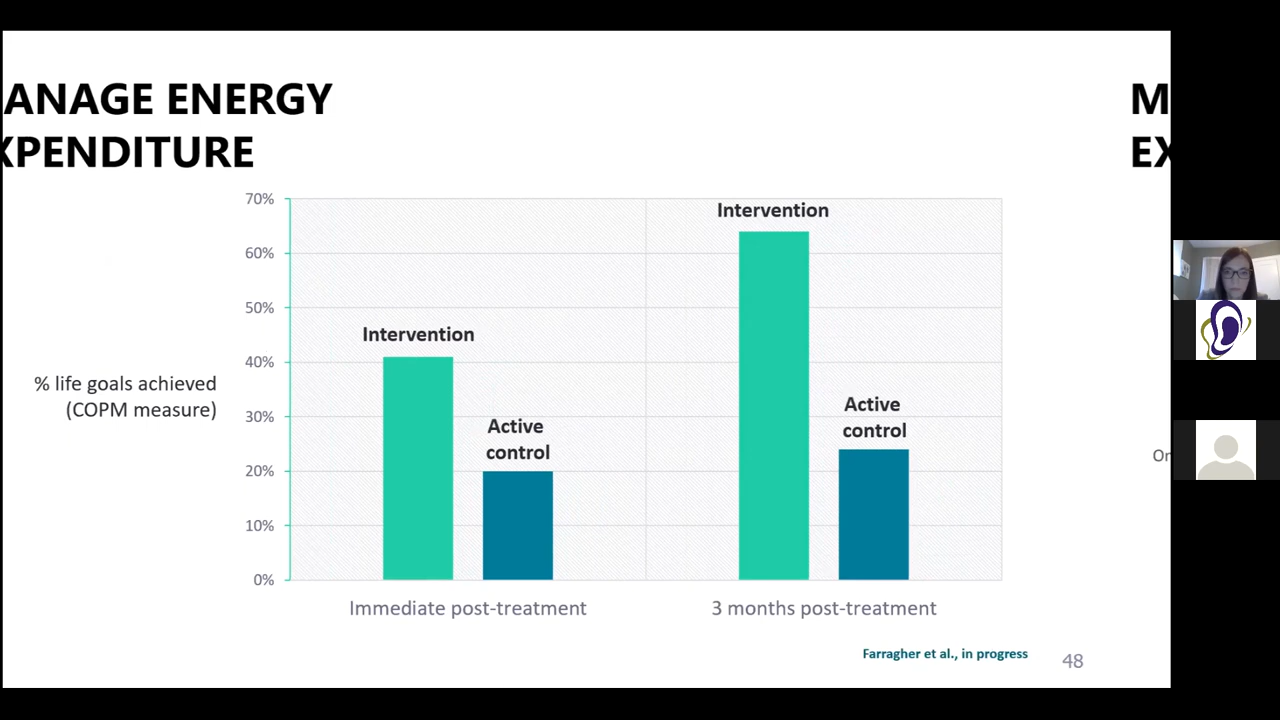 ANAGE ENERGY
XPENDITURE
M
EX
70%
60%
50%
40%
30%
20%
10%
0%
% life goals achieved
(COPM measure)
Intervention
Active
control
Intervention
Active
control
Immediate post-treatment
3 months post-treatment
On
Farragher et al., in progress
48